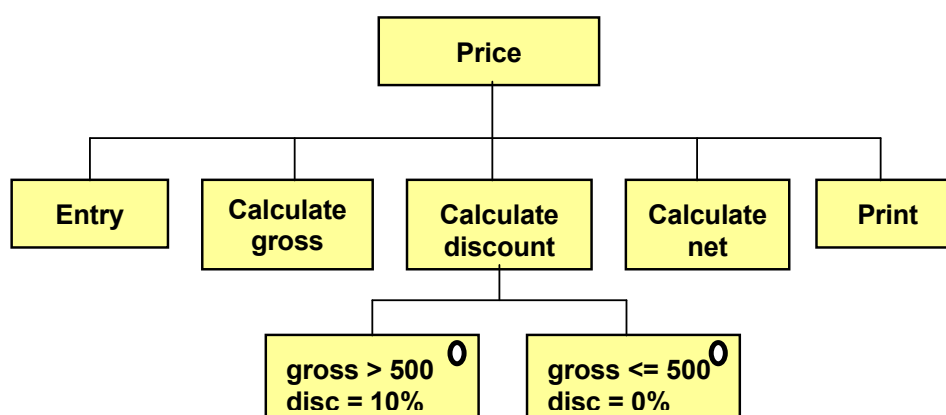 Price
Entry
Calculate
gross
Calculate
discount
Calculate
net
Print
gross > 500
disc = 10%
gross <= 500
disc = 0%